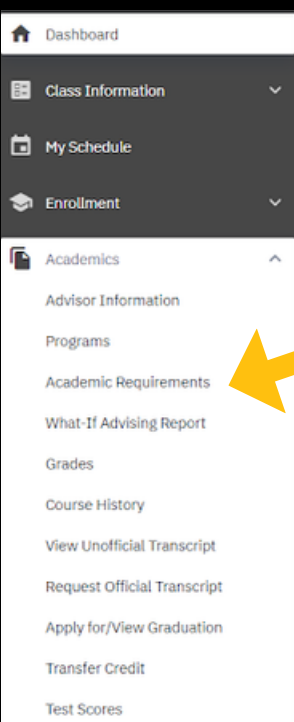 Dashboard
Class Information
My Schedule
Enrollment
Academics
Advisor Information
Programs
Academic Requirements
What-If Advising Report
Grades
Course History
View Unofficial Transcript
Request Official Transcript
Apply for/View Graduation
Transfer Credit
Test Scores